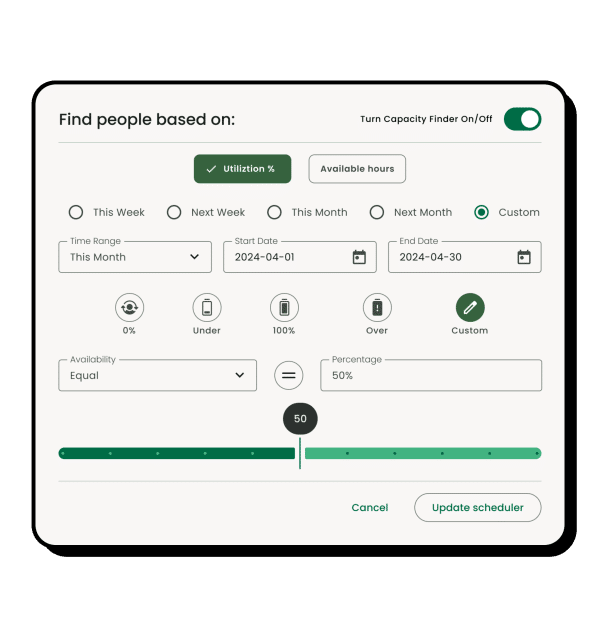 Find people based on:
Turn Capacity Finder On/Off
Utiliztion %
Available hours
This Week
Next Week
This Month
Next Month
Custom
Time Range
This Month
Start Date
2024-04-01
End Date
2024-04-30
0%
Under
100%
Over
Custom
Availability
Equal
Percentage
50%
50
Cancel
Update scheduler